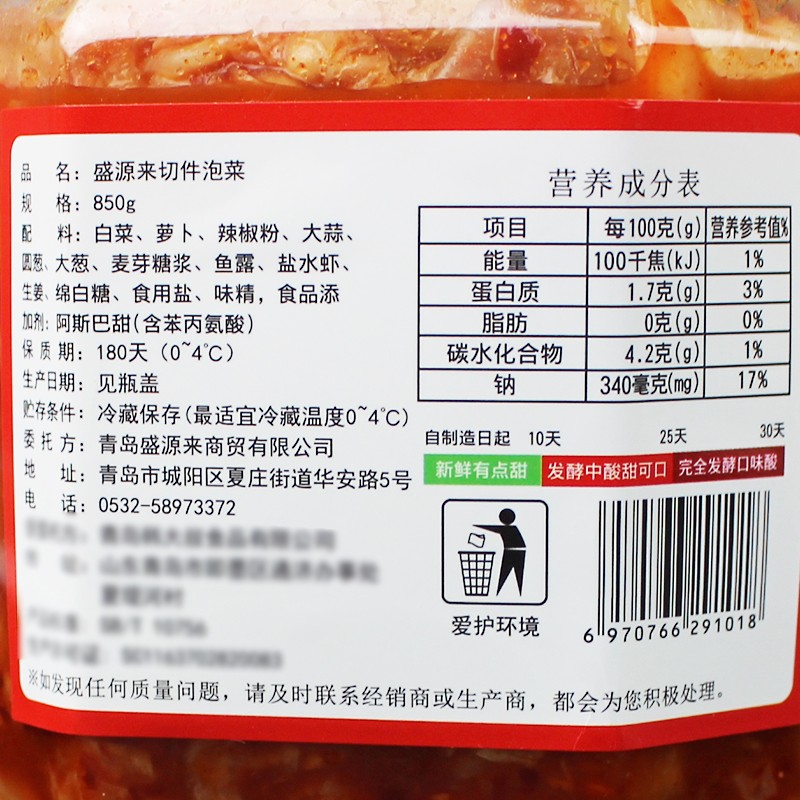 品 名：盛源来切件泡菜
规 格：850g
配 料：白菜、萝卜、辣椒粉、大蒜、
圆葱、大葱、麦芽糖浆、鱼露、盐水虾、
生姜、绵白糖、食用盐、味精，食品添
加剂：阿斯巴甜(含苯丙氨酸)
保 质 期：180天（0~4℃）
生产日期：见瓶盖
贮存条件：冷藏保存(最适宜冷藏温度0~4℃)
委 托 方：青岛盛源来商贸有限公司
地 址：青岛市城阳区夏庄街道华安路5号
电 话：0532-58973372
营养成分表
项目 每100克(g) 营养参考值%
能量 100千焦(kJ) 1%
蛋白质 1.7克(g) 3%
脂肪 0克(g) 0%
碳水化合物 4.2克(g) 1%
钠 340毫克(mg) 17%
自制造日起 10天 25天 30天
新鲜有点甜 发酵中酸甜可口 完全发酵口味酸
爱护环境
6 970766 291018
※如发现任何质量问题，请及时联系经销商或生产商，都会为您积极处理。